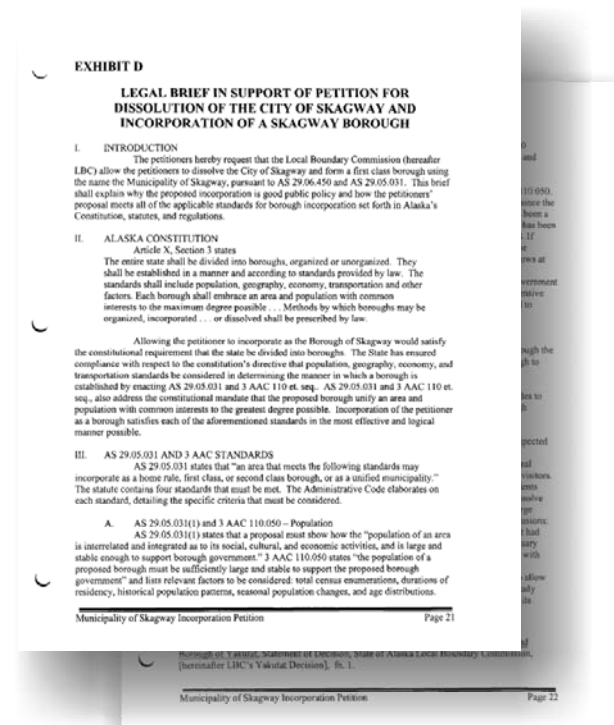 EXHIBIT D
LEGAL BRIEF IN SUPPORT OF PETITION FOR
DISSOLUTION OF THE CITY OF SKAGWAY AND
INCORPORATION OF A SKAGWAY BOROUGH
I. INTRODUCTION
The petitioners hereby request that the Local Boundary Commission (hereafter
LBC) allow the petitioners to dissolve the City of Skagway and form a first class borough using
the name the Municipality of Skagway, pursuant to AS 29.06.450 and AS 29.05.031. This brief
shall explain why the proposed incorporation is good public policy and how the petitioners'
proposal meets all of the applicable standards for borough incorporation set forth in Alaska's
Constitution, statutes, and regulations.
II. ALASKA CONSTITUTION
Article X, Section 3 states
The entire state shall be divided into boroughs, organized or unorganized. They
shall be established in a manner and according to standards provided by law. The
standards shall include population, geography, economy, transportation and other
factors. Each borough shall embrace an area and population with common
interests to the maximum degree possible . . . Methods by which boroughs may be
organized, incorporated . . . or dissolved shall be prescribed by law.
Allowing the petitioner to incorporate as the Borough of Skagway would satisfy
the constitutional requirement that the state be divided into boroughs. The State has ensured
compliance with respect to the constitution's directive that population, geography, economy, and
transportation standards be considered in determining the manner in which a borough is
established by enacting AS 29.05.031 and 3 AAC 110 et. seq.. AS 29.05.031 and 3 AAC 110 et.
seq., also address the constitutional mandate that the proposed borough unify an area and
population with common interests to the greatest degree possible. Incorporation of the petitioner
as a borough satisfies each of the aforementioned standards in the most effective and logical
manner possible.
III. AS 29.05.031 AND 3 AAC STANDARDS
AS 29.05.031 states that "an area that meets the following standards may
incorporate as a home rule, first class, or second class borough, or as a unified municipality."
The statute contains four standards that must be met. The Administrative Code elaborates on
each standard, detailing the specific criteria that must be considered.
A. AS 29.05.031(1) and 3 AAC 110.050 – Population
AS 29.05.031(1) states that a proposal must show how the "population of an area
is interrelated and integrated as to its social, cultural, and economic activities, and is large and
stable enough to support borough government." 3 AAC 110.050 states "the population of a
proposed borough must be sufficiently large and stable to support the proposed borough
government" and lists relevant factors to be considered: total census enumerations, durations of
residency, historical population patterns, seasonal population changes, and age distributions.
Municipality of Skagway Incorporation Petition Page 21
Borough of Yakutat, Statement of Decision, State of Alaska Local Boundary Commission,
[hereinafter LBC's Yakutat Decision], fn. 1.
Municipality of Skagway Incorporation Petition Page 22